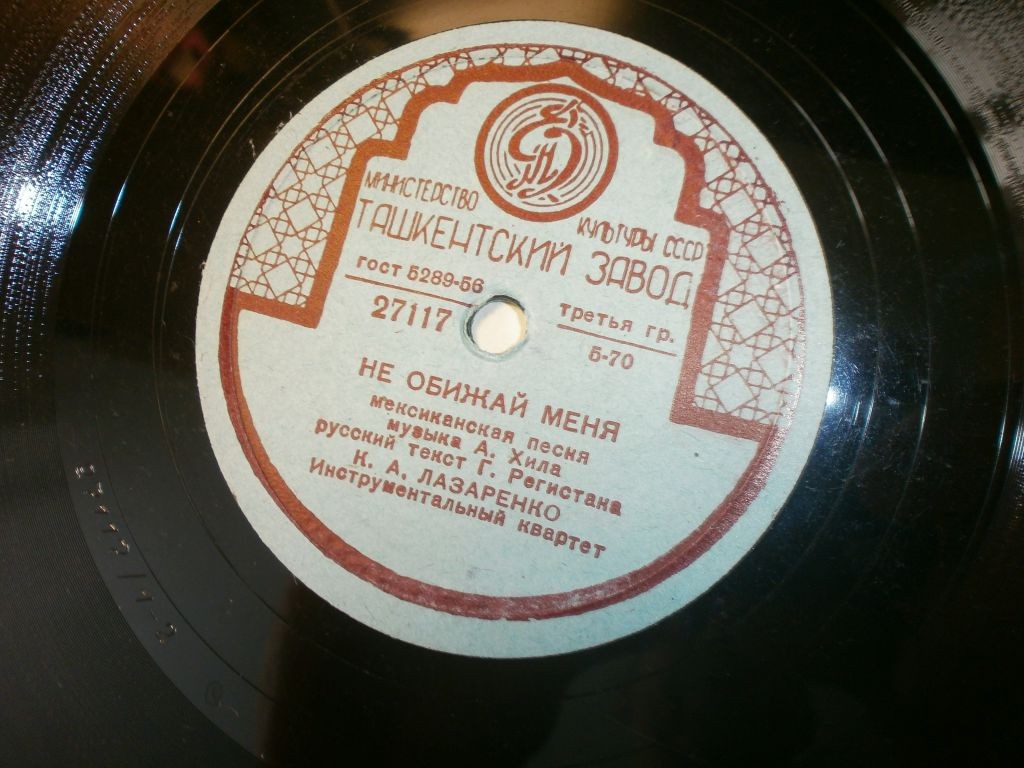 МИНИСТЕРСТВО КУЛЬТУРЫ СССР
ТАШКЕНТСКИЙ ЗАВОД
ГОСТ 5289-56
27117
третья гр.
5-70
НЕ ОБИЖАЙ МЕНЯ
мексиканская песня
музыка А. Хила
русский текст Г. Регистана
К. А. ЛАЗАРЕНКО
Инструментальный квартет